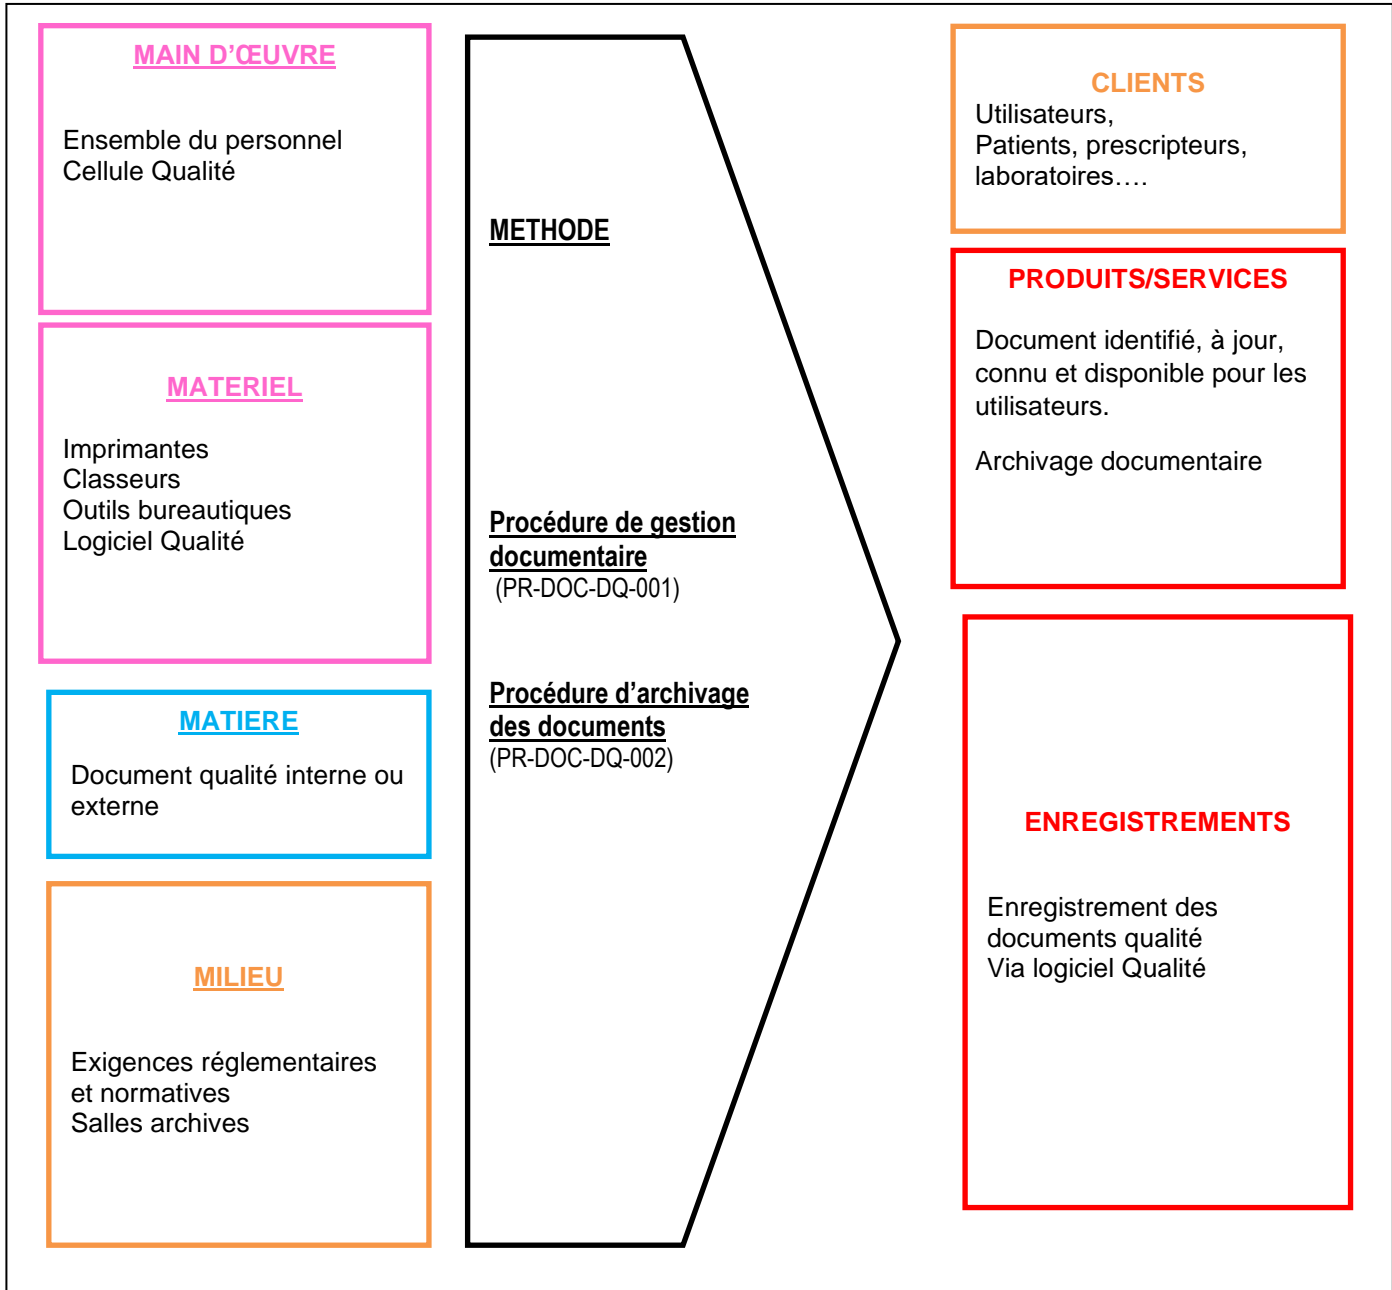 MAIN D'ŒUVRE
Ensemble du personnel
Cellule Qualité
MATERIEL
Imprimantes
Classeurs
Outils bureautiques
Logiciel Qualité
MATIERE
Document qualité interne ou
externe
MILIEU
Exigences réglementaires
et normatives
Salles archives
METHODE
Procédure de gestion
documentaire
(PR-DOC-DQ-001)
Procédure d'archivage
des documents
(PR-DOC-DQ-002)
CLIENTS
Utilisateurs,
Patients, prescripteurs,
laboratoires....
PRODUITS/SERVICES
Document identifié, à jour,
connu et disponible pour les
utilisateurs.
Archivage documentaire
ENREGISTREMENTS
Enregistrement des
documents qualité
Via logiciel Qualité